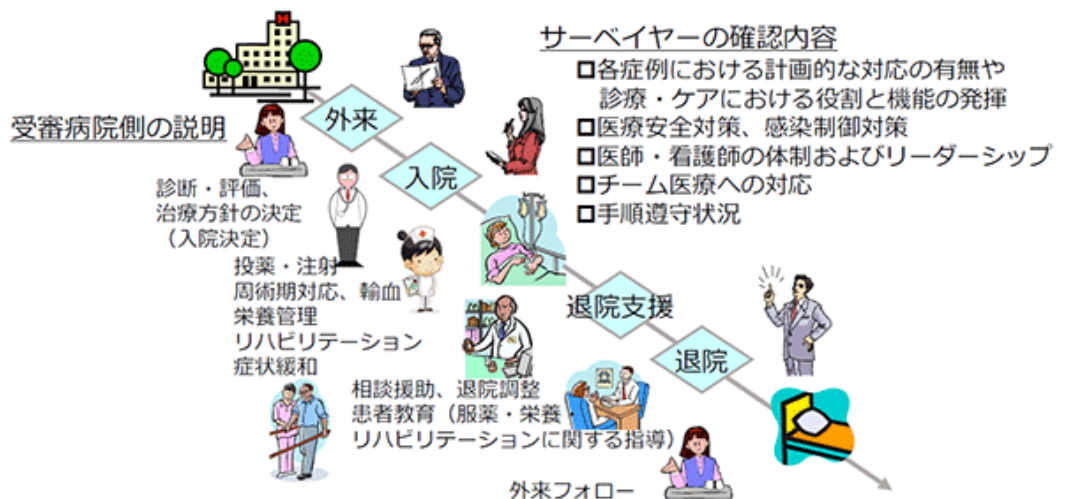 サーベイヤーの確認内容
□各症例における計画的な対応の有無や
診療・ケアにおける役割と機能の発揮
□医療安全対策、感染制御対策
□医師・看護師の体制およびリーダーシップ
□チーム医療への対応
□手順遵守状況
受審病院側の説明
H
外来
入院
診断・評価、
治療方針の決定
（入院決定）
投薬・注射
周術期対応、輸血
栄養管理
リハビリテーション
症状緩和
退院支援
退院
相談援助、退院調整
患者教育（服薬・栄養
リハビリテーションに関する指導）
外来フォロー